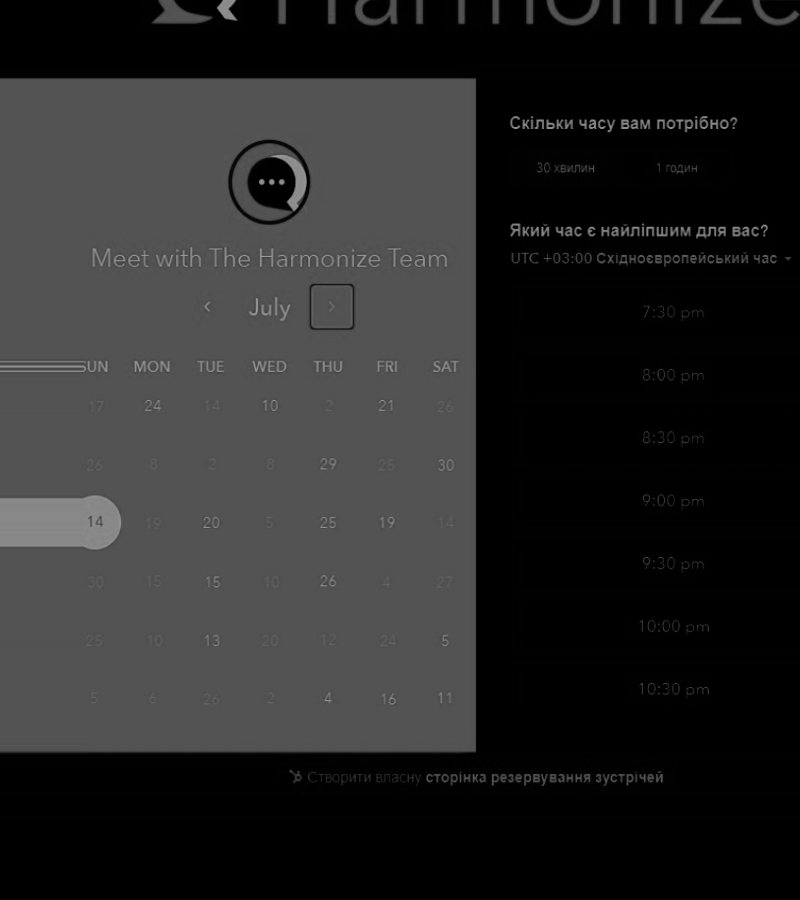 Harmonize
Meet with The Harmonize Team
July
SUN MON TUE WED THU FRI SAT
17 24 14 10 2 21 26
26 8 2 8 29 25 30
14 19 20 5 25 19 14
30 15 15 10 26 4 27
25 10 13 20 12 24 5
5 6 26 2 4 16 11
Скільки часу вам потрібно?
30 хвилин 1 годин
Який час є найліпшим для вас?
UTC +03:00 Східноєвропейський час
7:30 pm
8:00 pm
8:30 pm
9:00 pm
9:30 pm
10:00 pm
10:30 pm
Створити власну сторінка резервування зустрічей